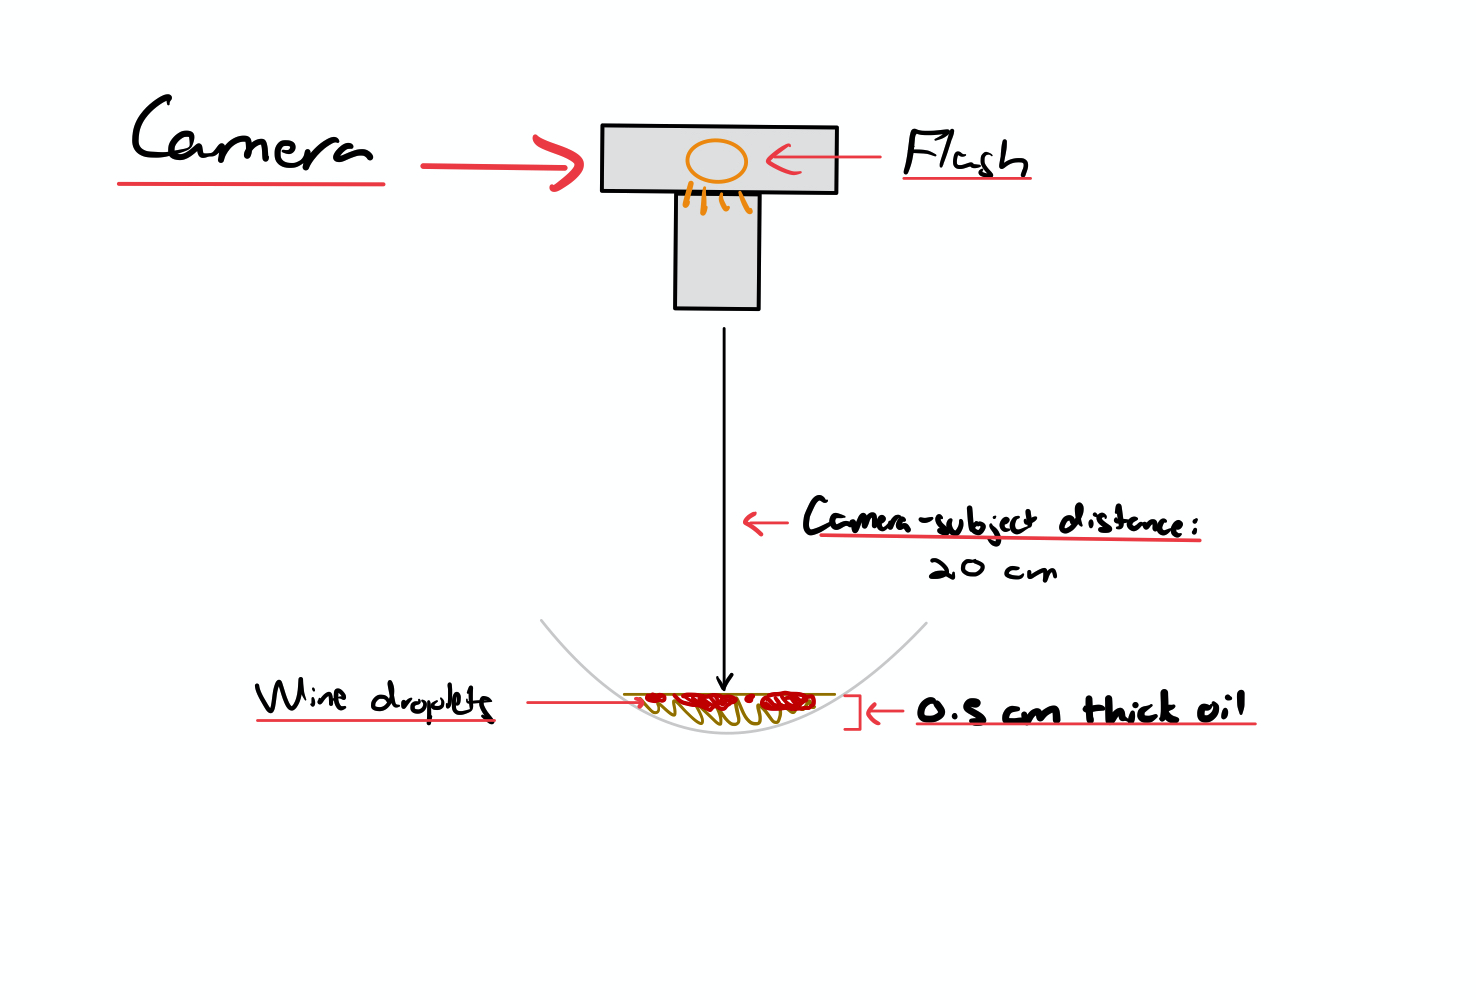 Camera
Flash
Camera-subject distance:
20 cm
Wine droplets
0.5 cm thick oil